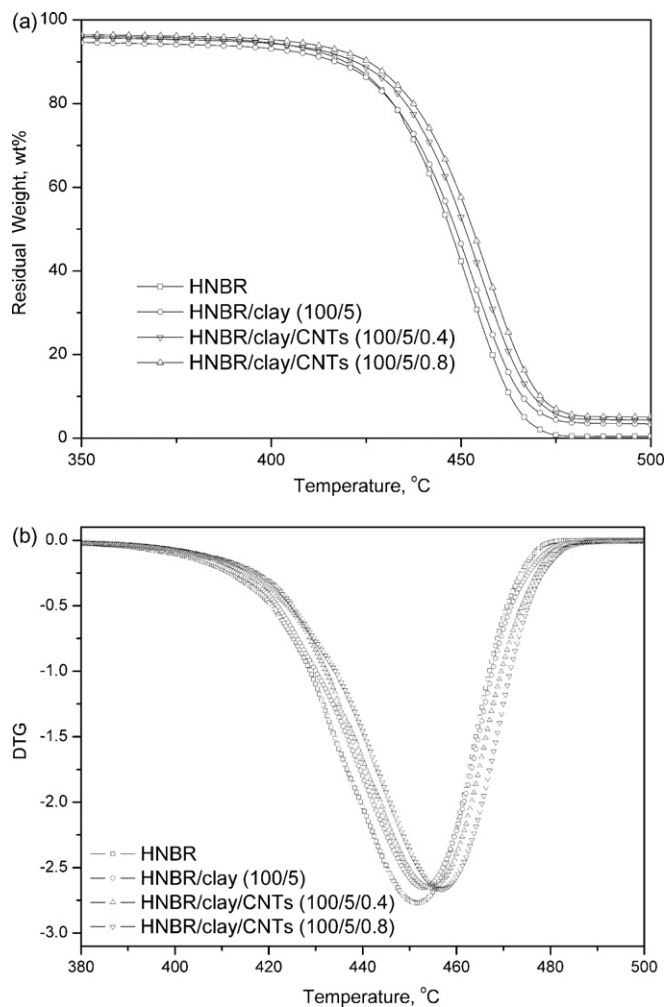 (a)
100
80
60
40
20
0
Residual Weight, wt%
HNBR
HNBR/clay (100/5)
HNBR/clay/CNTs (100/5/0.4)
HNBR/clay/CNTs (100/5/0.8)
350
400
450
500
Temperature, °C
(b)
0.0
-0.5
-1.0
-1.5
-2.0
-2.5
-3.0
DTG
HNBR
HNBR/clay (100/5)
HNBR/clay/CNTs (100/5/0.4)
HNBR/clay/CNTs (100/5/0.8)
380
400
420
440
460
480
500
Temperature, °C